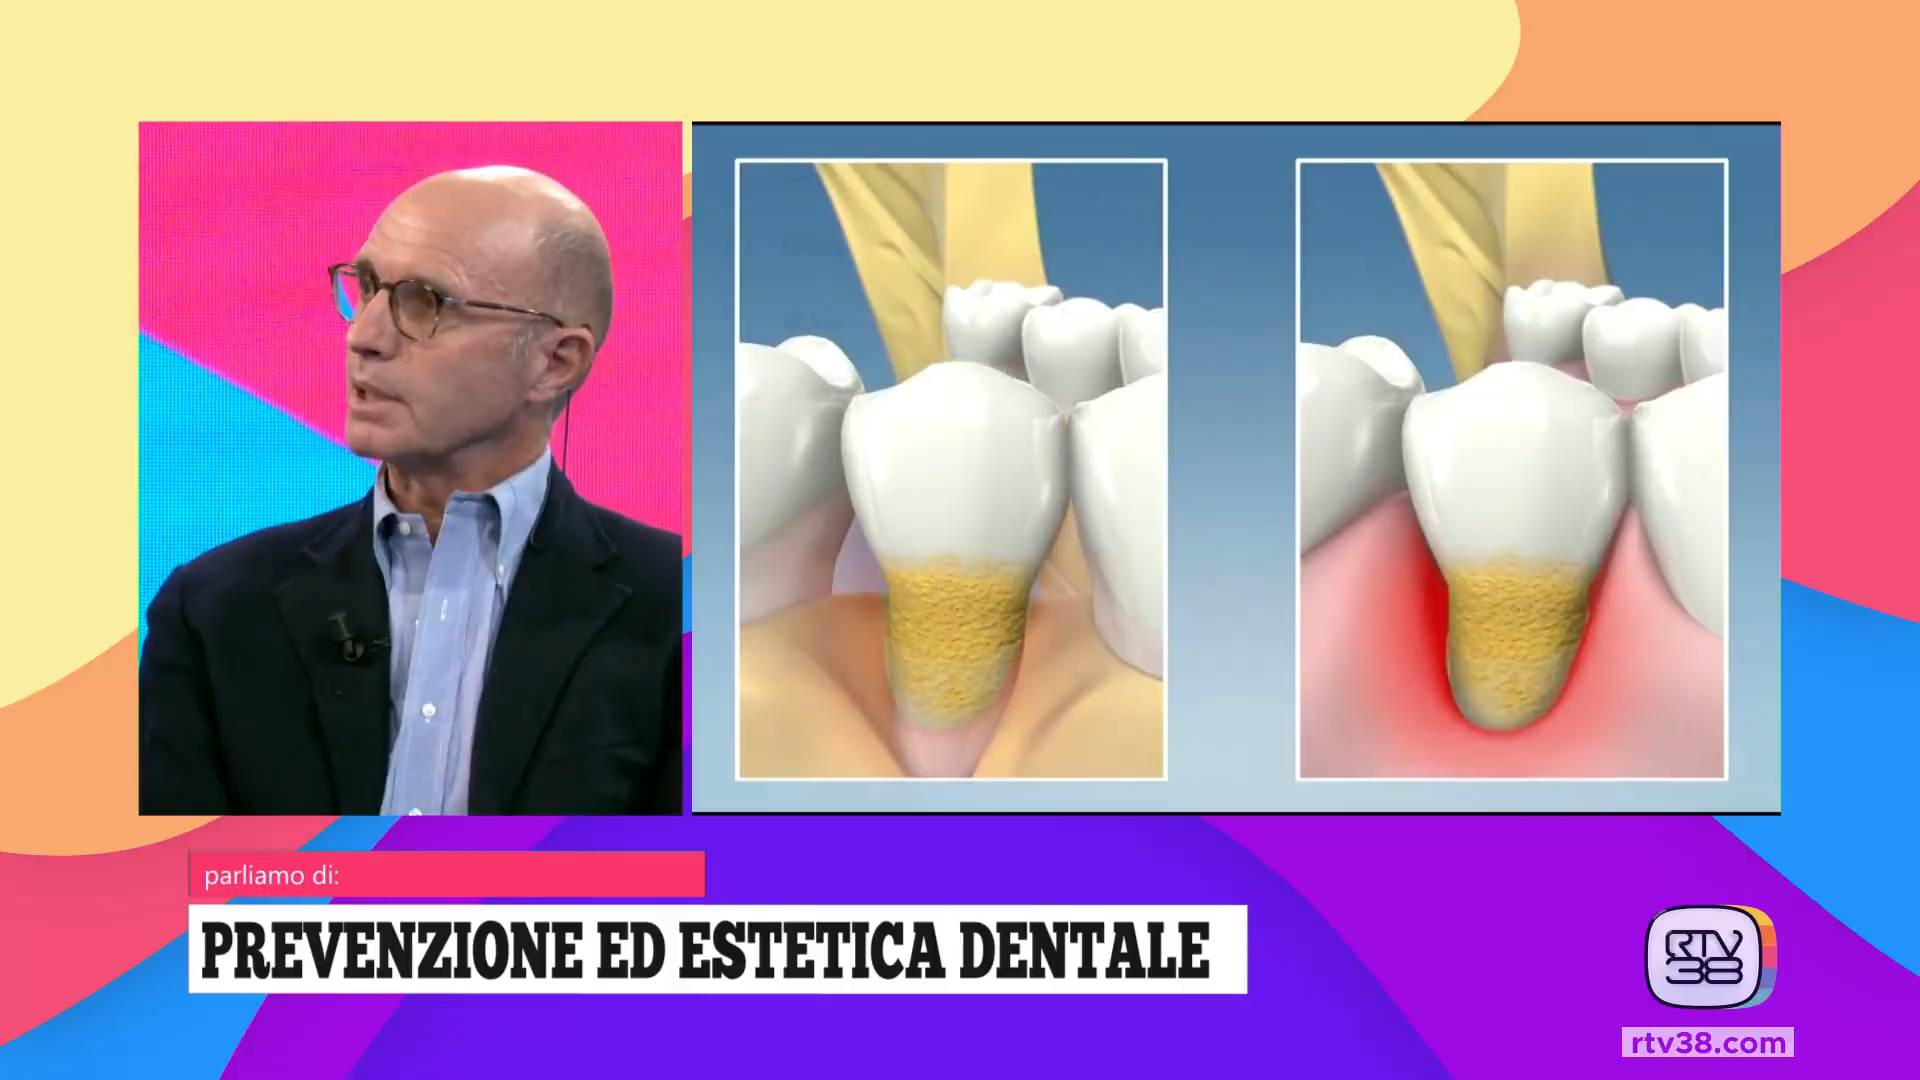 parliamo di:
PREVENZIONE ED ESTETICA DENTALE
RTV
38
rtv38.com